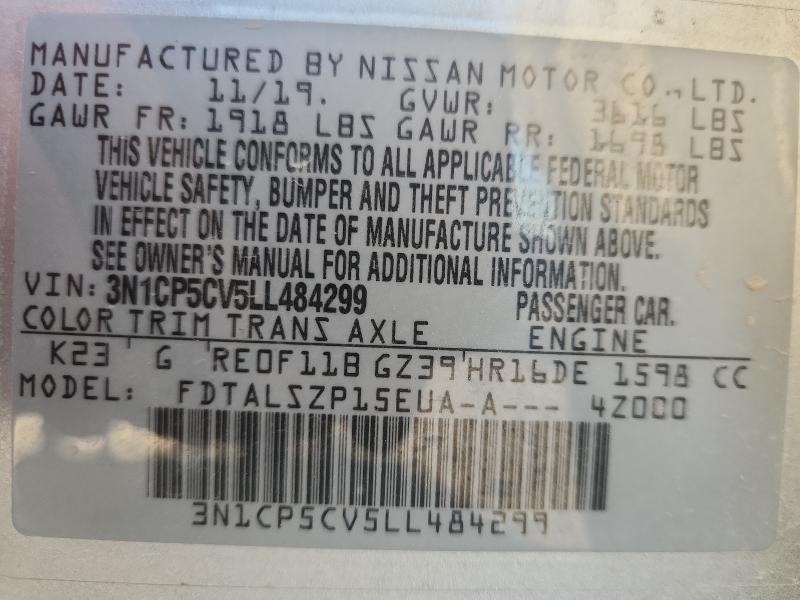 MANUFACTURED BY NISSAN MOTOR CO., LTD.
DATE: 11/19. GVWR: 3616 LBS
GAWR FR: 1918 LBS GAWR RR: 1698 LBS
THIS VEHICLE CONFORMS TO ALL APPLICABLE FEDERAL MOTOR
VEHICLE SAFETY, BUMPER AND THEFT PREVENTION STANDARDS
IN EFFECT ON THE DATE OF MANUFACTURE SHOWN ABOVE.
SEE OWNER'S MANUAL FOR ADDITIONAL INFORMATION.
VIN: 3N1CP5CV5LL484299 PASSENGER CAR.
COLOR TRIM TRANS AXLE ENGINE
K23 G RE0F11B GZ39 HR16DE 1598 CC
MODEL: FDTALSZP15EUA-A--- 4Z000
3N1CP5CV5LL484299